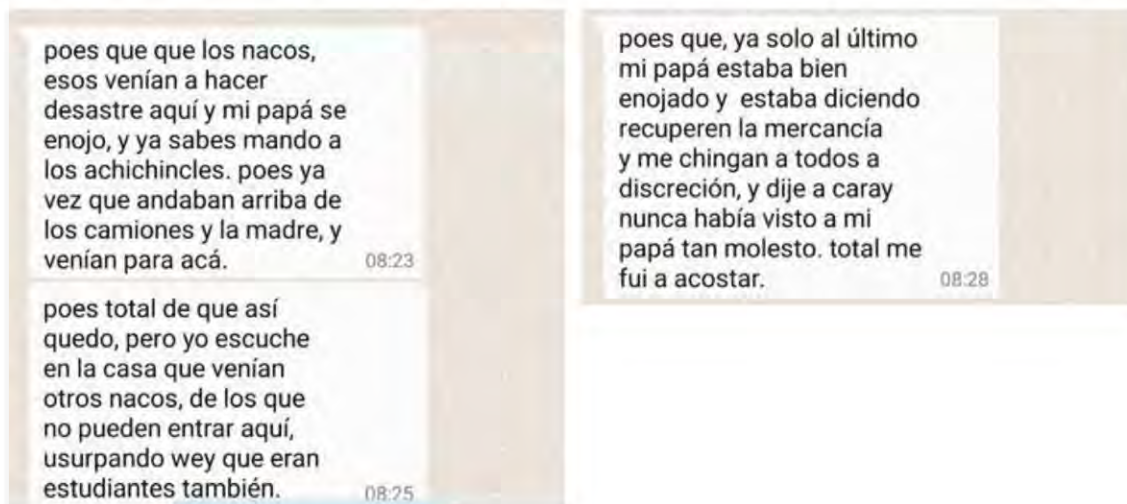 poes que que los nacos,
esos venían a hacer
desastre aquí y mi papá se
enojo, y ya sabes mando a
los achichincles. poes ya
vez que andaban arriba de
los camiones y la madre, y
venían para acá.
08:23
poes total de que así
quedo, pero yo escuche
en la casa que venían
otros nacos, de los que
no pueden entrar aquí,
usurpando wey que eran
estudiantes también.
08:25
poes que, ya solo al último
mi papá estaba bien
enojado y estaba diciendo
recuperen la mercancía
y me chingan a todos a
discreción, y dije a caray
nunca había visto a mi
papá tan molesto. total me
fui a acostar.
08:28